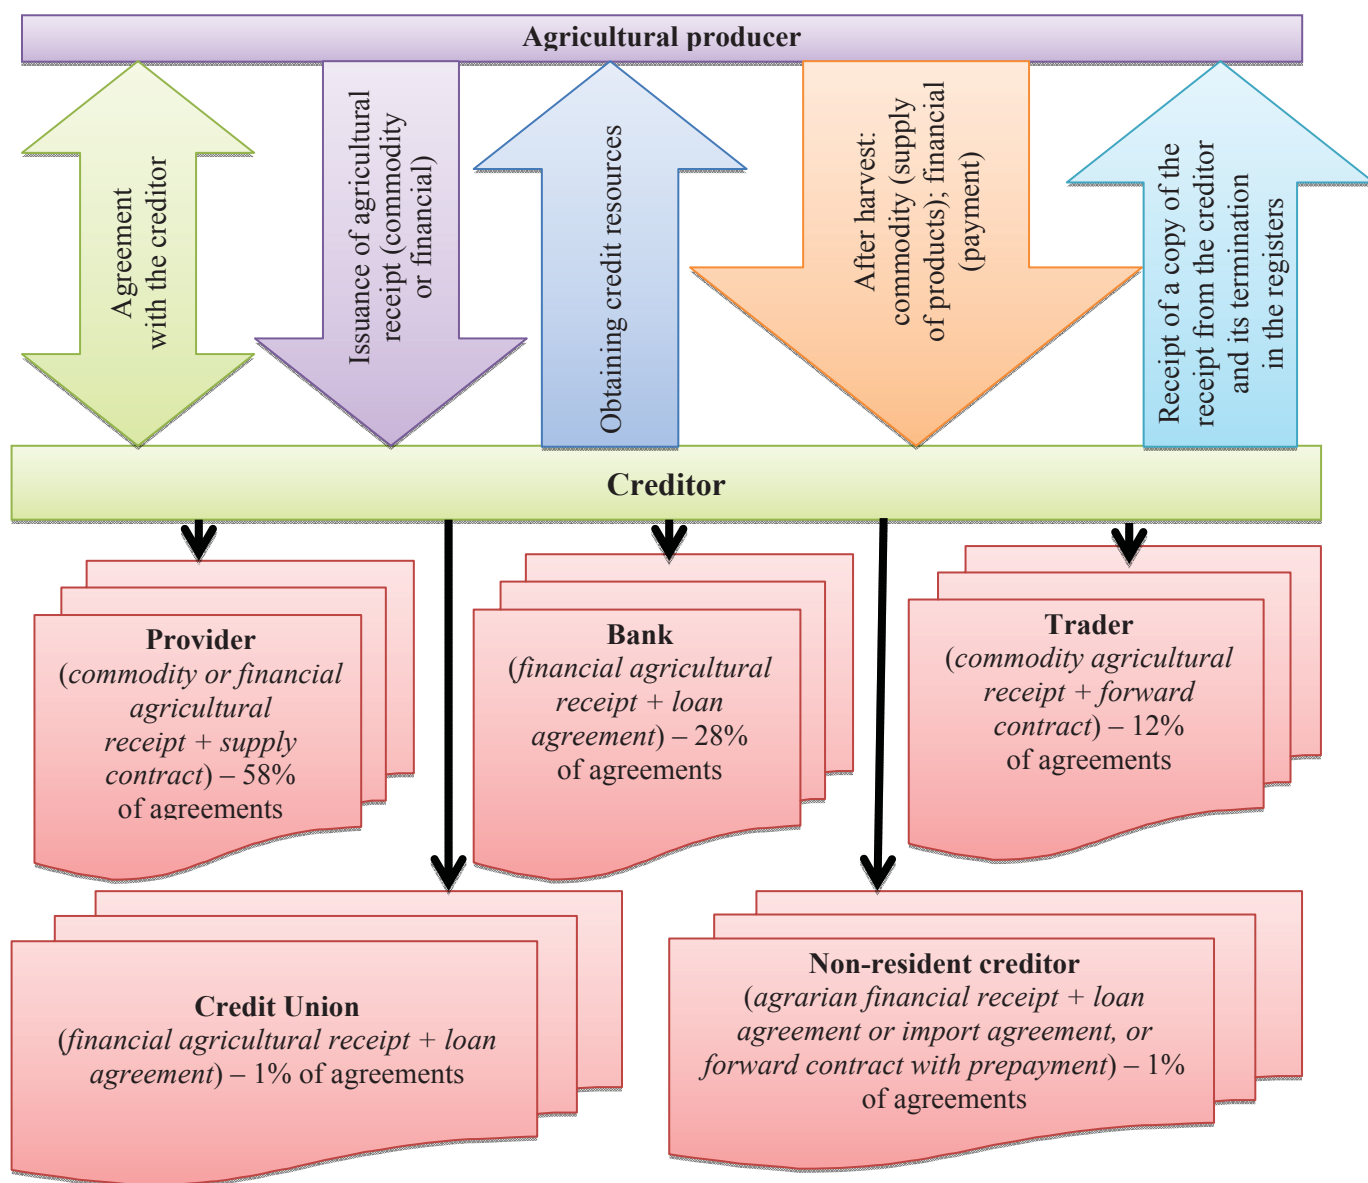 Agricultural producer
Agreement
with the creditor
Issuance of agricultural
receipt (commodity
or financial)
Obtaining credit resources
After harvest:
commodity (supply
of products); financial
(payment)
Receipt of a copy of the
receipt from the creditor
and its termination
in the registers
Creditor
Provider
(commodity or financial
agricultural
receipt + supply
contract) – 58%
of agreements
Bank
(financial agricultural
receipt + loan
agreement) – 28%
of agreements
Trader
(commodity agricultural
receipt + forward
contract) – 12%
of agreements
Credit Union
(financial agricultural receipt + loan
agreement) – 1% of agreements
Non-resident creditor
(agrarian financial receipt + loan
agreement or import agreement, or
forward contract with prepayment) – 1%
of agreements